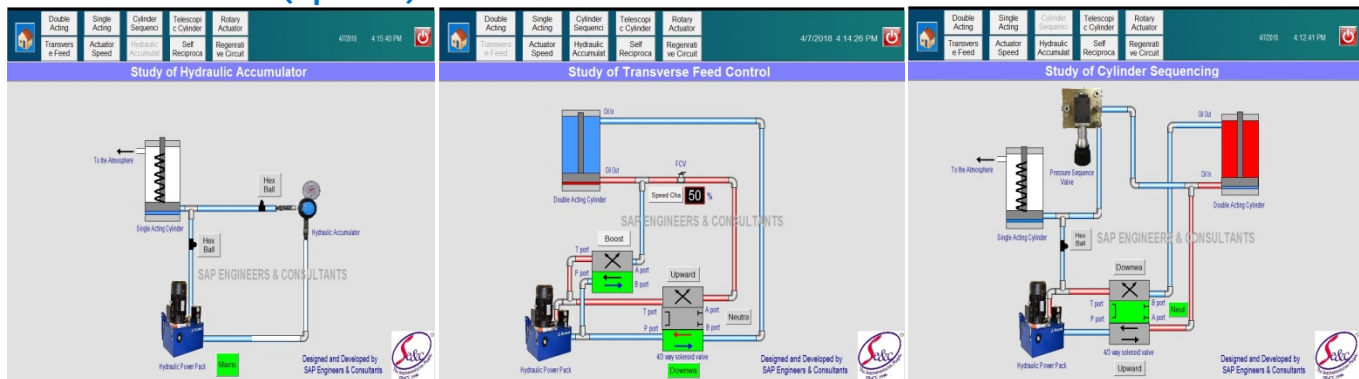 Double Acting
Single Acting
Cylinder Sequenci
Telescopi c Cylinder
Rotary Actuator
Transvers e Feed
Actuator Speed
Hydraulic Accumulat
Self Reciproca
Regenrati ve Circuit
4/7/2018 4:15:40 PM
Study of Hydraulic Accumulator
To the Atmosphere
Hex Ball
Single Acting Cylinder
Hydraulic Accumulator
Hex Ball
SAP ENGINEERS & CONSULTANTS
Hydraulic Power Pack
Mains
Designed and Developed by
SAP Engineers & Consultants
Se&c
Double Acting
Single Acting
Cylinder Sequenci
Telescopi c Cylinder
Rotary Actuator
Transvers e Feed
Actuator Speed
Hydraulic Accumulat
Self Reciproca
Regenrati ve Circuit
4/7/2018 4:14:26 PM
Study of Transverse Feed Control
Oil In
Oil Out
FCV
Speed Cha 50 %
Double Acting Cylinder
SAP ENGINEERS & CONSULTANTS
Boost
T port
P port
A port
B port
Upward
T port
A port
Neutra
P port
B port
4/3 way solenoid valve
Hydraulic Power Pack
Downwa
Designed and Developed by
SAP Engineers & Consultants
Se&c
Double Acting
Single Acting
Cylinder Sequenci
Telescopi c Cylinder
Rotary Actuator
Transvers e Feed
Actuator Speed
Hydraulic Accumulat
Self Reciproca
Regenrati ve Circuit
4/7/2018 4:12:41 PM
Study of Cylinder Sequencing
Oil Out
To the Atmosphere
Pressure Sequence Valve
Oil In
Double Acting Cylinder
Single Acting Cylinder
Hex Ball
SAP ENGINEERS & CONSULTANTS
Downwa
T port
B port
Neut
P port
A port
4/3 way solenoid valve
Hydraulic Power Pack
Upward
Designed and Developed by
SAP Engineers & Consultants
Se&c